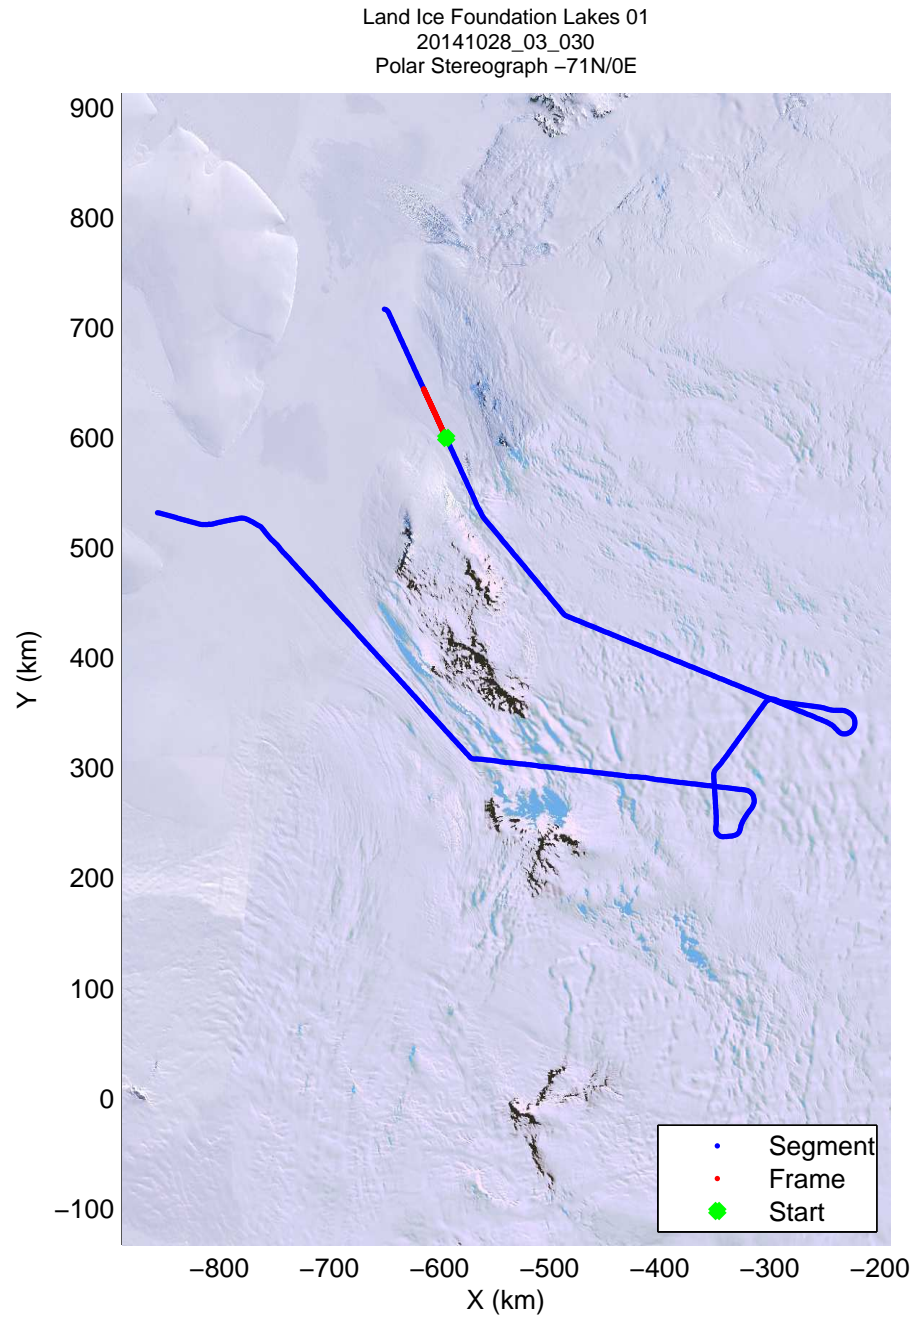 Land Ice Foundation Lakes 01
20141028_03_030
Polar Stereograph −71N/0E
900
800
700
600
500
400
300
200
100
0
−100
Y (km)
Segment
Frame
Start
−800 −700 −600 −500 −400 −300 −200
X (km)